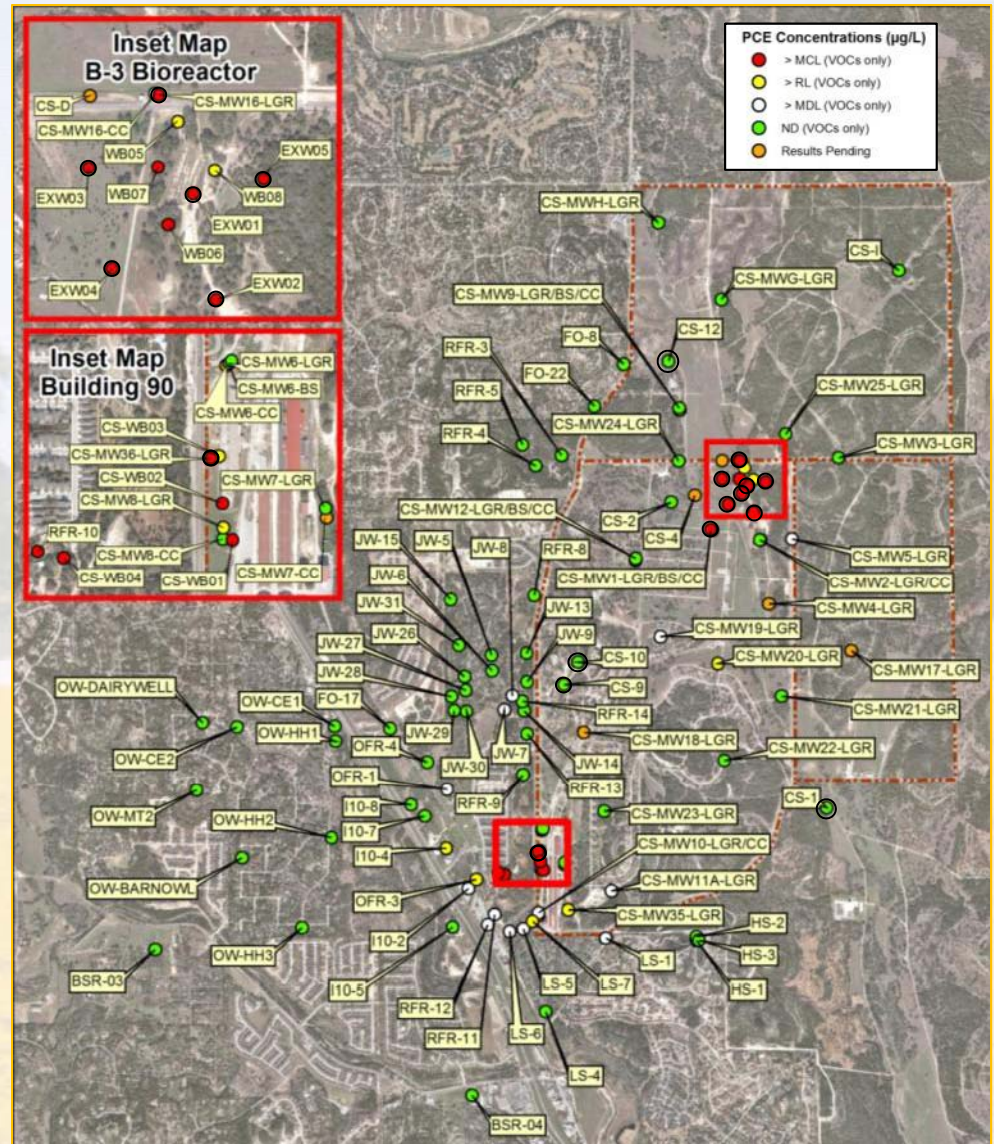 Inset Map
B-3 Bioreactor
CS-D
CS-MW16-LGR
CS-MW16-CC
WB05
EXW05
EXW03
WB07
WB08
EXW01
WB06
EXW04
EXW02
Inset Map
Building 90
CS-MW6-LGR
CS-MW6-BS
CS-MW6-CC
CS-WB03
CS-MW36-LGR
CS-WB02
CS-MW7-LGR
CS-MW8-LGR
RFR-10
CS-MW8-CC
CS-WB04
CS-WB01
CS-MW7-CC
PCE Concentrations (µg/L)
> MCL (VOCs only)
> RL (VOCs only)
> MDL (VOCs only)
ND (VOCs only)
Results Pending
CS-MWH-LGR
CS-I
CS-MWG-LGR
CS-MW9-LGR/BS/CC
CS-12
FO-8
RFR-3
FO-22
CS-MW25-LGR
RFR-5
CS-MW24-LGR
RFR-4
CS-MW3-LGR
CS-MW12-LGR/BS/CC
CS-2
CS-4
JW-15
JW-5
JW-8
RFR-8
CS-MW1-LGR/BS/CC
CS-MW5-LGR
CS-MW2-LGR/CC
JW-6
JW-13
CS-MW4-LGR
JW-31
JW-9
CS-MW19-LGR
JW-27
JW-26
CS-10
CS-MW20-LGR
CS-MW17-LGR
JW-28
CS-9
OW-DAIRYWELL
OW-CE1
FO-17
RFR-14
CS-MW21-LGR
OW-HH1
JW-29
CS-MW18-LGR
OW-CE2
OFR-4
JW-30
JW-7
JW-14
CS-MW22-LGR
OFR-1
RFR-13
I10-8
RFR-9
CS-1
OW-MT2
OW-HH2
I10-7
CS-MW23-LGR
I10-4
CS-MW10-LGR/CC
OW-BARNOWL
CS-MW11A-LGR
OFR-3
CS-MW35-LGR
I10-2
HS-2
BSR-03
OW-HH3
HS-3
I10-5
LS-5
LS-7
LS-1
HS-1
RFR-12
LS-6
RFR-11
LS-4
BSR-04